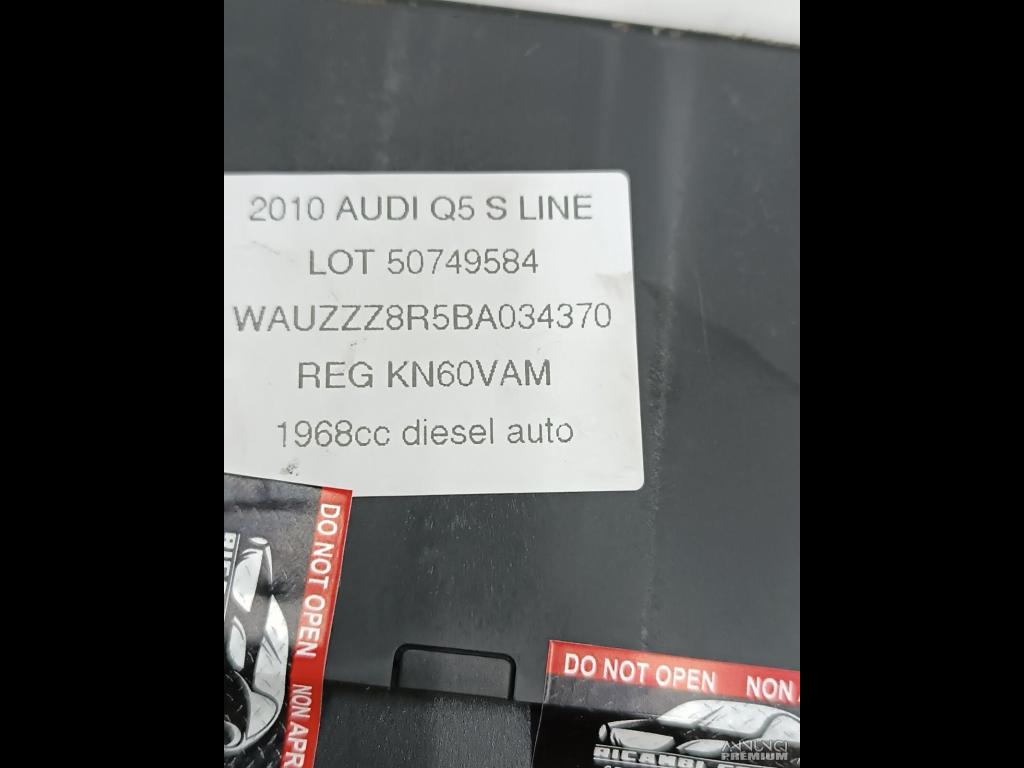 2010 AUDI Q5 S LINE
LOT 50749584
WAUZZZ8R5BA034370
REG KN60VAM
1968cc diesel auto
DO NOT OPEN NON APR
DO NOT OPEN NON
RICAMBI
ANNUNCI
PREMIUM